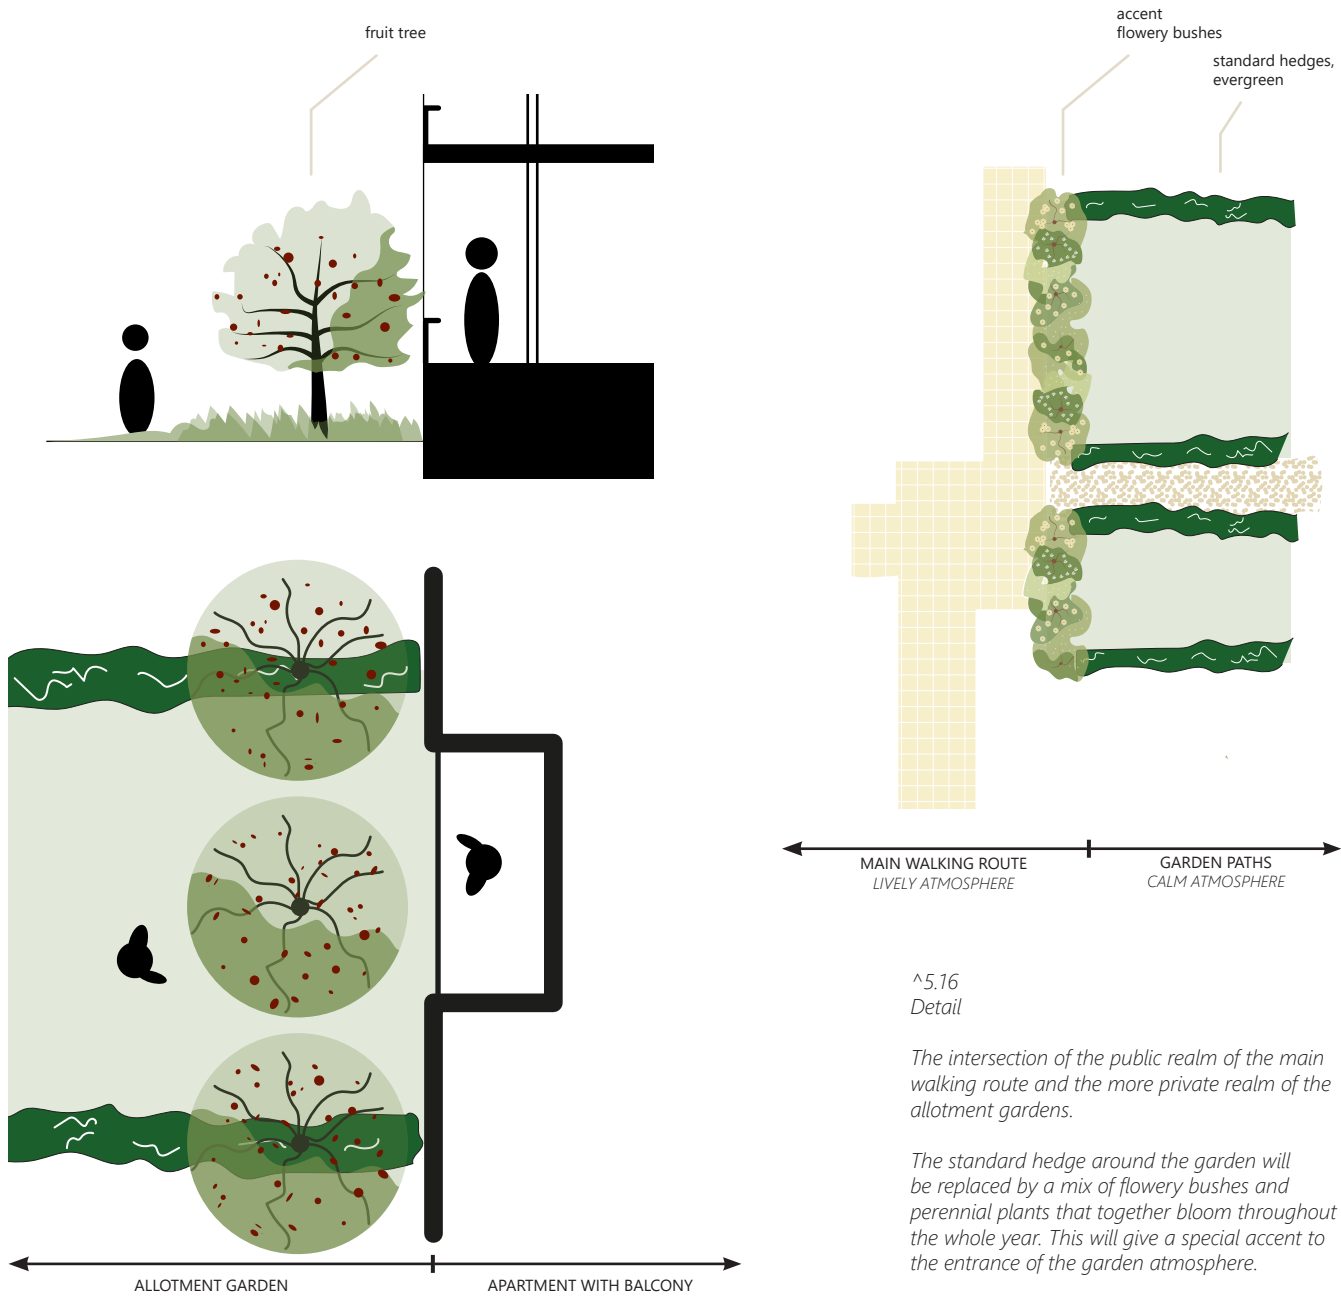 fruit tree
accent
flowery bushes
standard hedges,
evergreen
MAIN WALKING ROUTE
LIVELY ATMOSPHERE
GARDEN PATHS
CALM ATMOSPHERE
^5.16
Detail
The intersection of the public realm of the main
walking route and the more private realm of the
allotment gardens.
The standard hedge around the garden will
be replaced by a mix of flowery bushes and
perennial plants that together bloom throughout
the whole year. This will give a special accent to
the entrance of the garden atmosphere.
ALLOTMENT GARDEN
APARTMENT WITH BALCONY